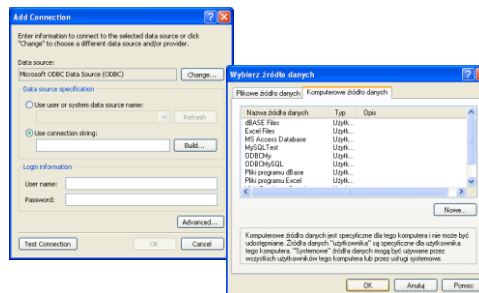 Add Connection
Enter information to connect to the selected data source or click
"Change" to choose a different data source and/or provider.
Data source:
Microsoft ODBC Data Source (ODBC)
Change...
Data source specification
Use user or system data source name:
Refresh
Use connection string:
Build...
Login information
User name:
Password:
Advanced...
Test Connection
OK
Cancel
Wybierz źródło danych
Plikowe źródło danych
Komputerowe źródło danych
Nazwa źródła danych Typ Opis
dBASE Files Użytk...
Excel Files Użytk...
MS Access Database Użytk...
MySQLTest Użytk...
ODBCMy Użytk...
ODBCMySQL Użytk...
Pliki programu dBase Użytk...
Pliki programu Excel Użytk...
Nowe...
Komputerowe źródło danych jest specyficzne dla tego komputera i nie może być
udostępniane. Źródła danych "użytkownika" są specyficzne dla użytkownika
tego komputera. "Systemowe" źródła danych mogą być używane przez
wszystkich użytkowników tego komputera lub przez usługi systemowe.
OK
Anuluj
Pomoc